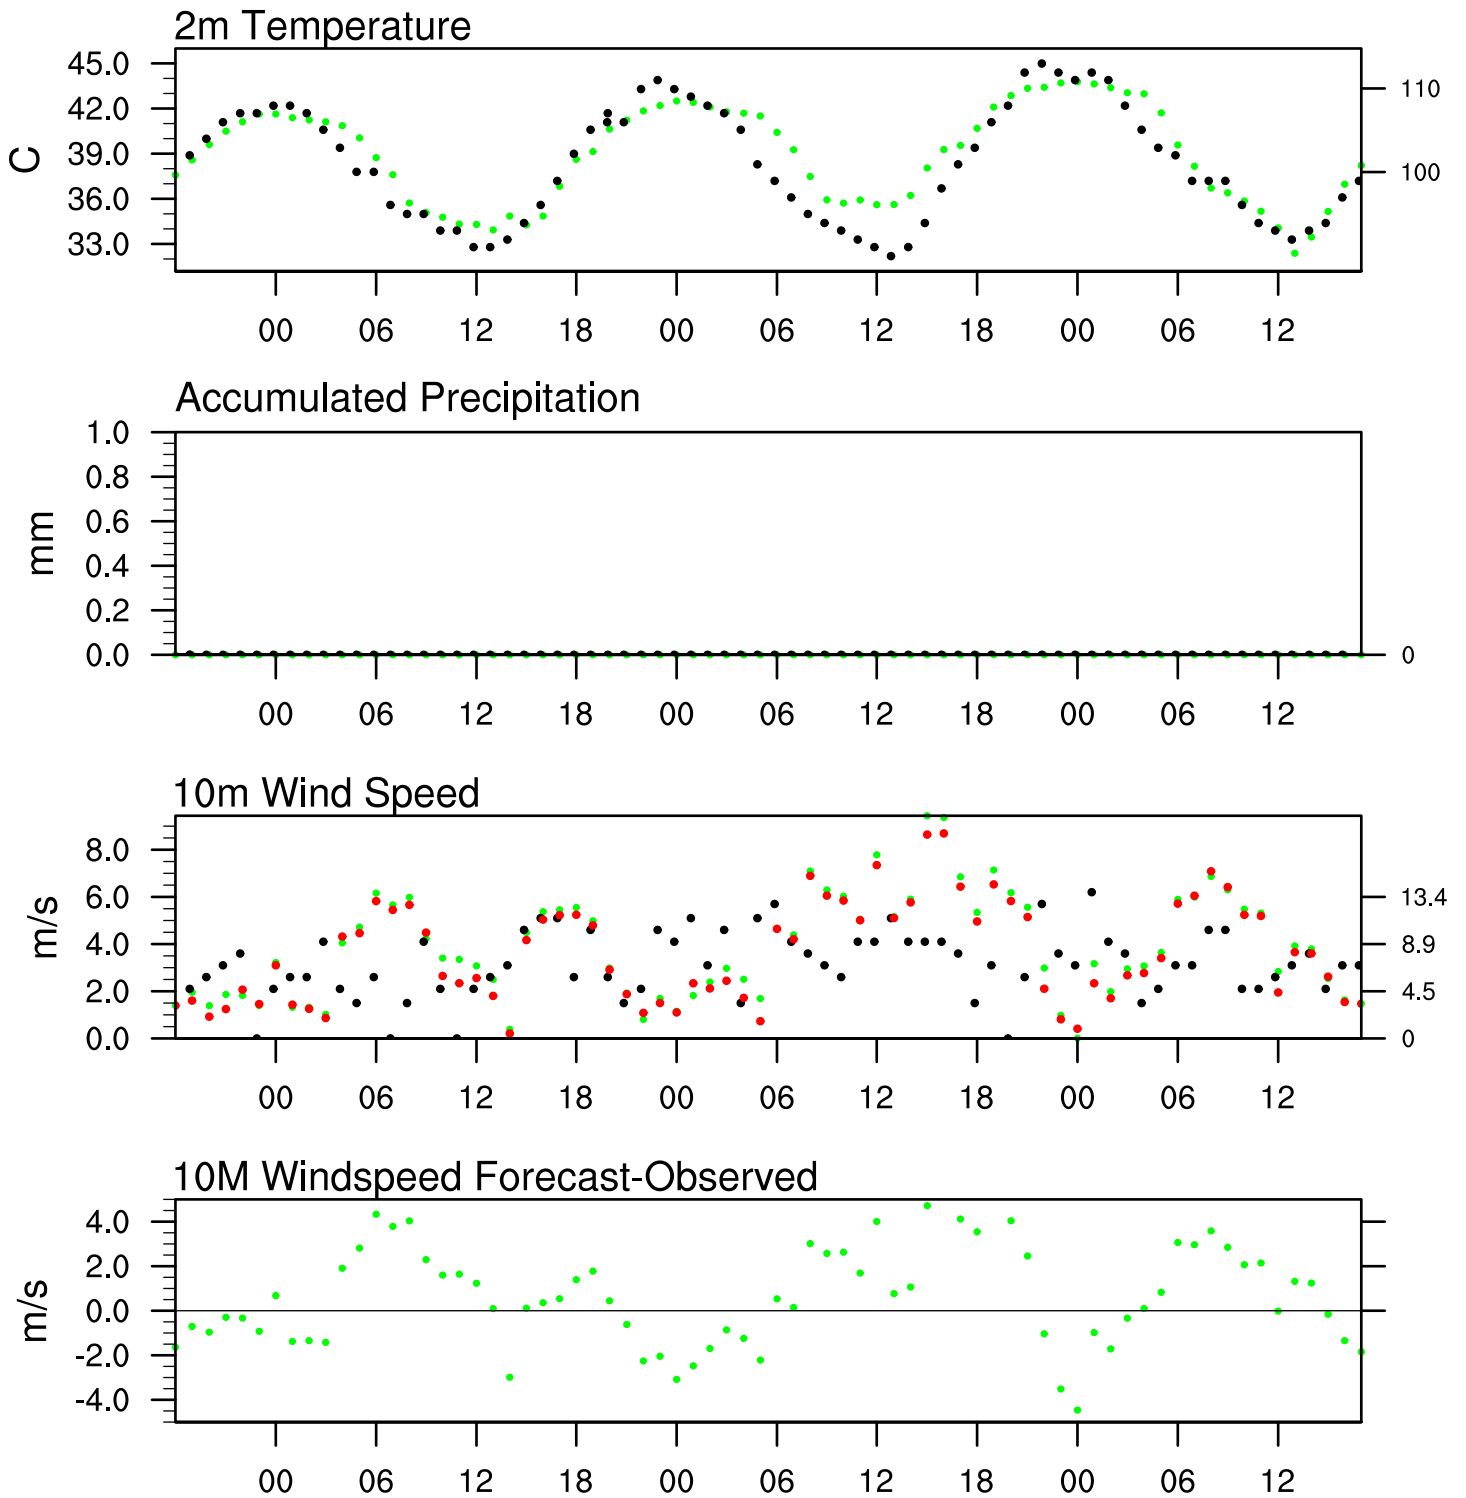 2m Temperature
45.0
42.0
39.0
36.0
33.0
C
110
100
00 06 12 18 00 06 12 18 00 06 12
Accumulated Precipitation
1.0
0.8
0.6
0.4
0.2
0.0
mm
0
00 06 12 18 00 06 12 18 00 06 12
10m Wind Speed
8.0
6.0
4.0
2.0
0.0
m/s
13.4
8.9
4.5
0
00 06 12 18 00 06 12 18 00 06 12
10M Windspeed Forecast-Observed
4.0
2.0
0.0
-2.0
-4.0
m/s
00 06 12 18 00 06 12 18 00 06 12